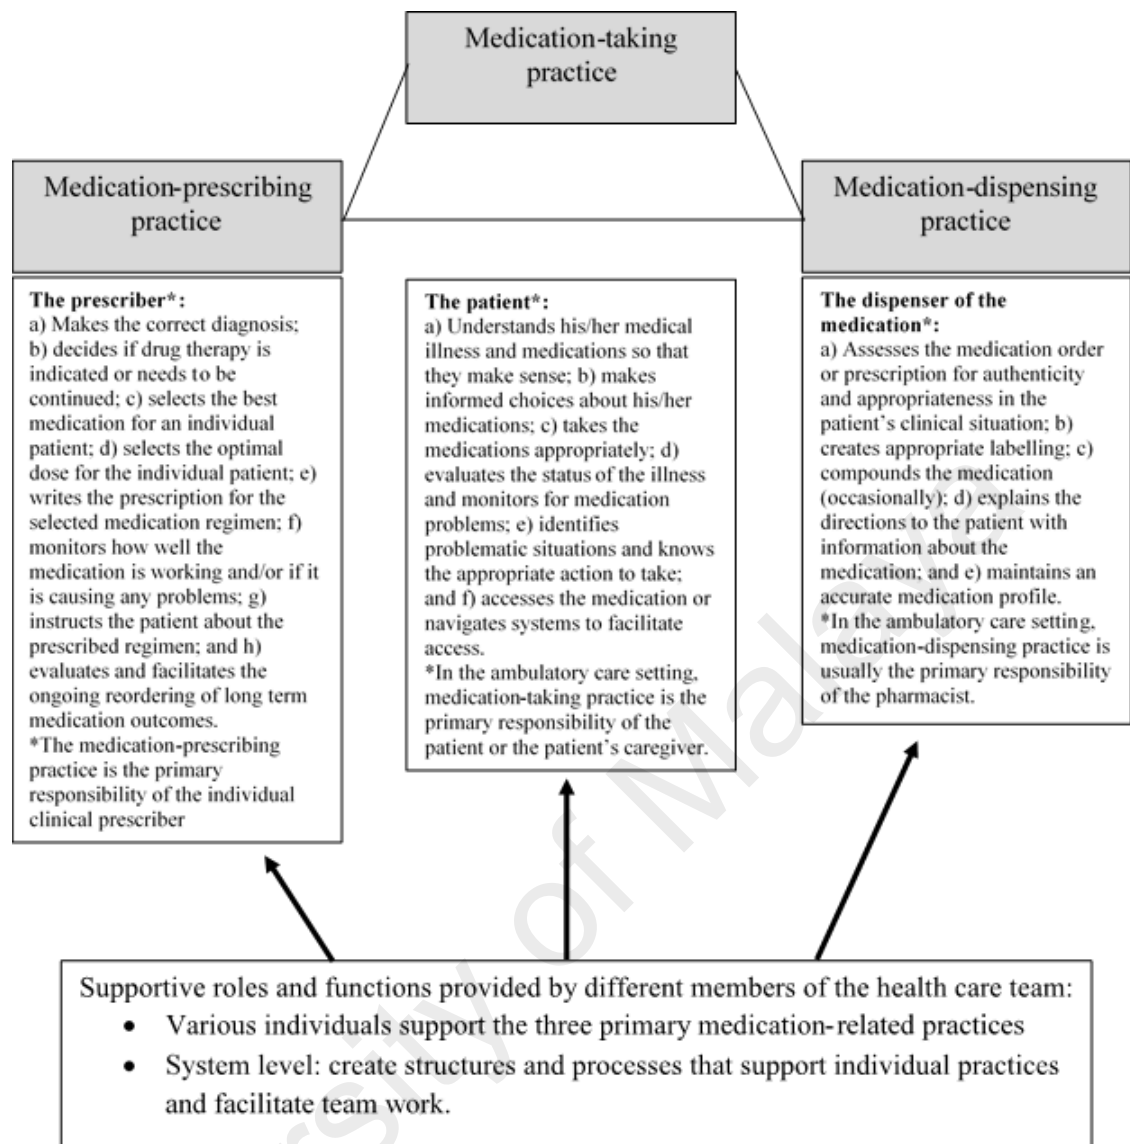 Medication-taking
practice
Medication-prescribing
practice
Medication-dispensing
practice
The prescriber*:
a) Makes the correct diagnosis;
b) decides if drug therapy is
indicated or needs to be
continued; c) selects the best
medication for an individual
patient; d) selects the optimal
dose for the individual patient; e)
writes the prescription for the
selected medication regimen; f)
monitors how well the
medication is working and/or if it
is causing any problems; g)
instructs the patient about the
prescribed regimen; and h)
evaluates and facilitates the
ongoing reordering of long term
medication outcomes.
*The medication-prescribing
practice is the primary
responsibility of the individual
clinical prescriber
The patient*:
a) Understands his/her medical
illness and medications so that
they make sense; b) makes
informed choices about his/her
medications; c) takes the
medications appropriately; d)
evaluates the status of the illness
and monitors for medication
problems; e) identifies
problematic situations and knows
the appropriate action to take;
and f) accesses the medication or
navigates systems to facilitate
access.
*In the ambulatory care setting,
medication-taking practice is the
primary responsibility of the
patient or the patient's caregiver.
The dispenser of the
medication*:
a) Assesses the medication order
or prescription for authenticity
and appropriateness in the
patient's clinical situation; b)
creates appropriate labelling; c)
compounds the medication
(occasionally); d) explains the
directions to the patient with
information about the
medication; and e) maintains an
accurate medication profile.
*In the ambulatory care setting,
medication-dispensing practice is
usually the primary responsibility
of the pharmacist.
Supportive roles and functions provided by different members of the health care team:
• Various individuals support the three primary medication-related practices
• System level: create structures and processes that support individual practices
and facilitate team work.
rsity of Malaya